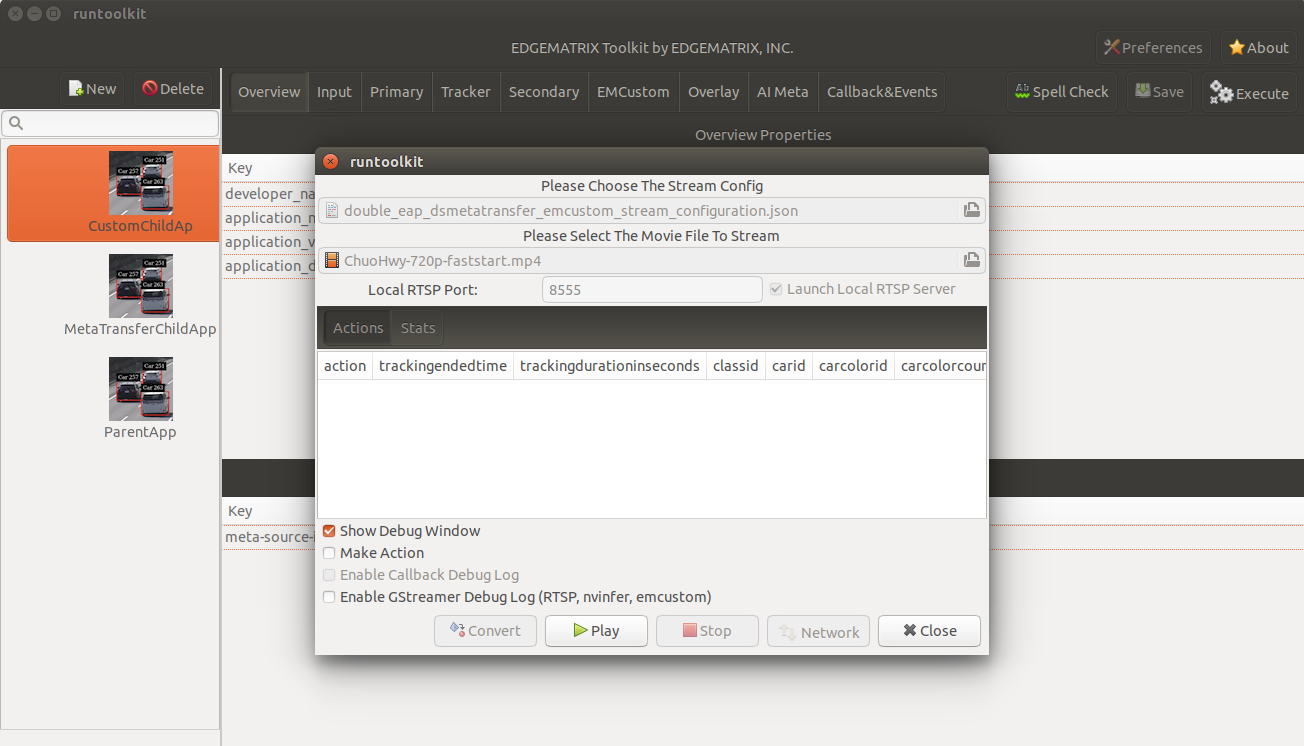 runtoolkit
EDGEMATRIX Toolkit by EDGEMATRIX, INC.
Preferences
About
New
Delete
Overview
Input
Primary
Tracker
Secondary
EMCustom
Overlay
AI Meta
Callback&Events
Spell Check
Save
Execute
Overview Properties
Car 251
Car 257
Car 263
CustomChildAp
Car 251
Car 257
Car 263
MetaTransferChildApp
Car 251
Car 257
Car 263
ParentApp
Key
developer_na
application_n
application_v
application_d
Key
meta-source-i
runtoolkit
Please Choose The Stream Config
double_eap_dsmetatransfer_emcustom_stream_configuration.json
Please Select The Movie File To Stream
ChuoHwy-720p-faststart.mp4
Local RTSP Port:
8555
Launch Local RTSP Server
Actions
Stats
action
trackingendedtime
trackingdurationinseconds
classid
carid
carcolorid
carcolorcour
Show Debug Window
Make Action
Enable Callback Debug Log
Enable GStreamer Debug Log (RTSP, nvinfer, emcustom)
Convert
Play
Stop
Network
Close